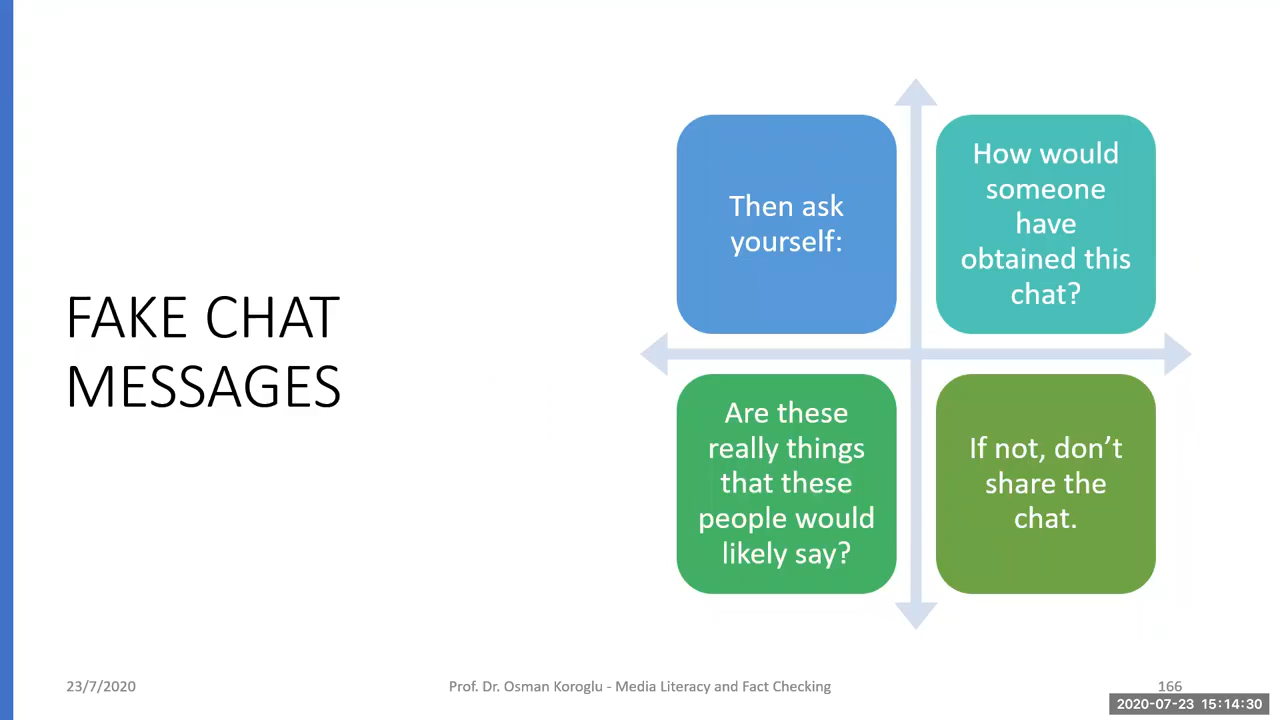 FAKE CHAT
MESSAGES
Then ask
yourself:
How would
someone
have
obtained this
chat?
Are these
really things
that these
people would
likely say?
If not, don’t
share the
chat.
23/7/2020
Prof. Dr. Osman Koroglu - Media Literacy and Fact Checking
166
2020-07-23 15:14:30